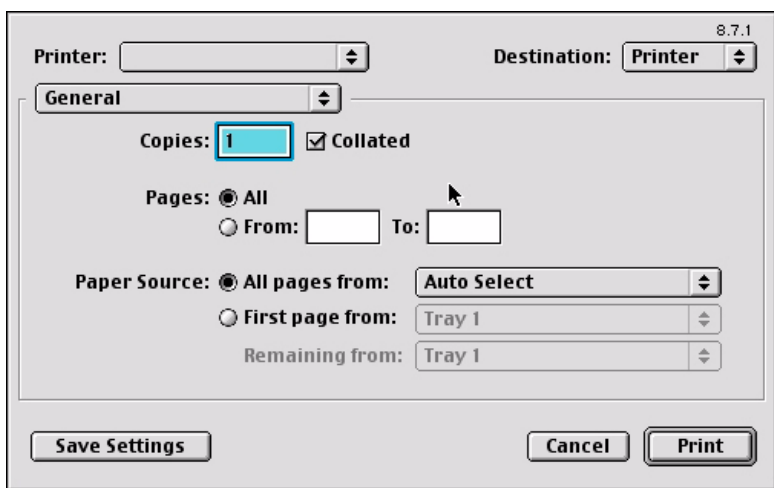 8.7.1
Printer: Destination: Printer
General
Copies: 1 Collated
Pages: All
From: To:
Paper Source: All pages from: Auto Select
First page from: Tray 1
Remaining from: Tray 1
Save Settings Cancel Print